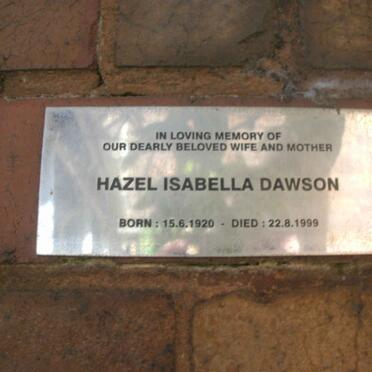 IN LOVING MEMORY OF
OUR DEARLY BELOVED WIFE AND MOTHER
HAZEL ISABELLA DAWSON
BORN : 15.6.1920 - DIED : 22.8.1999